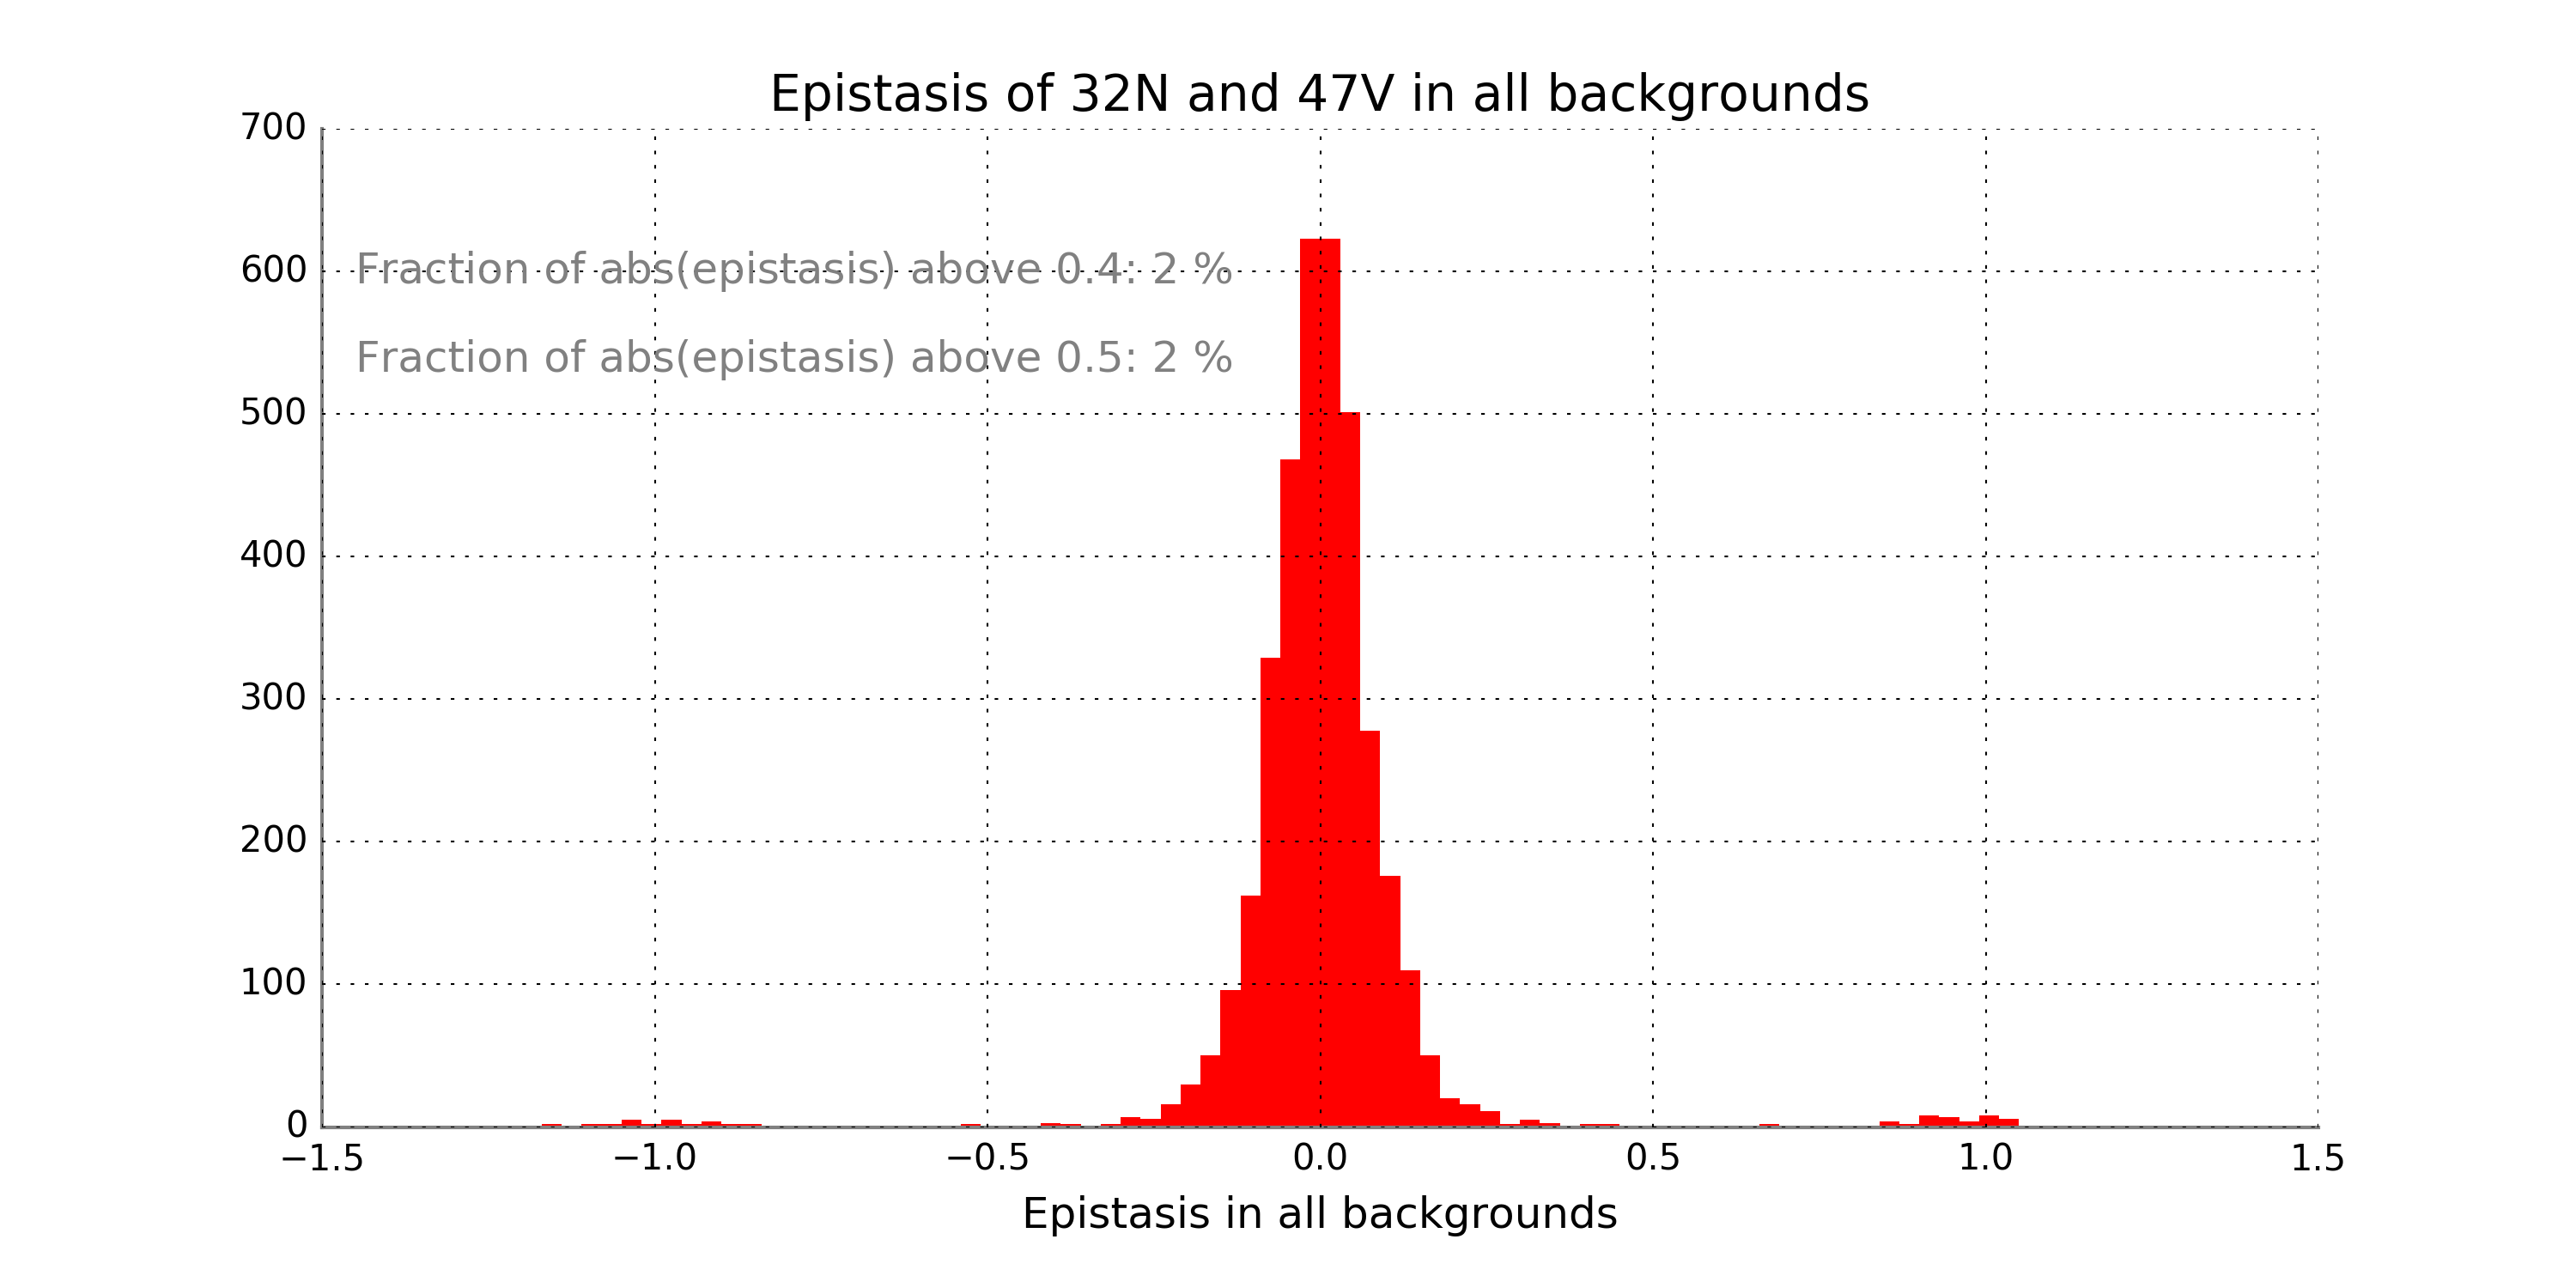 Epistasis of 32N and 47V in all backgrounds
700
600
500
400
300
200
100
0
Fraction of abs(epistasis) above 0.4: 2 %
Fraction of abs(epistasis) above 0.5: 2 %
−1.5 −1.0 −0.5 0.0 0.5 1.0 1.5
Epistasis in all backgrounds